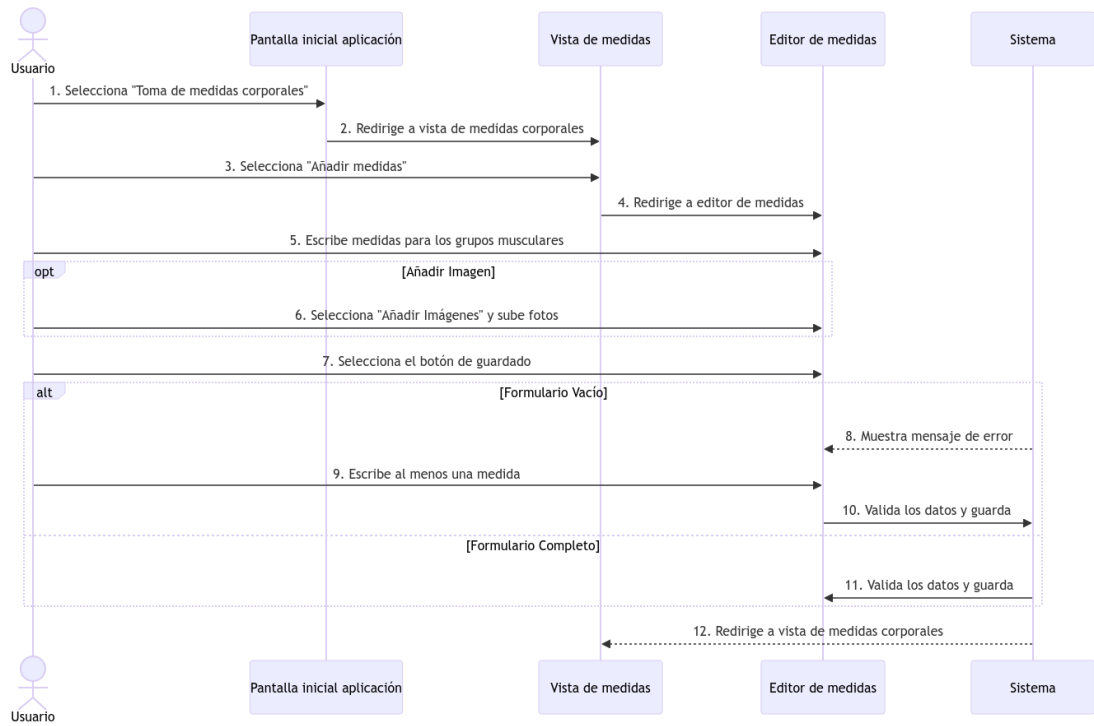 Usuario
Pantalla inicial aplicación
Vista de medidas
Editor de medidas
Sistema
1. Selecciona "Toma de medidas corporales"
2. Redirige a vista de medidas corporales
3. Selecciona "Añadir medidas"
4. Redirige a editor de medidas
5. Escribe medidas para los grupos musculares
opt
[Añadir Imagen]
6. Selecciona "Añadir Imágenes" y sube fotos
7. Selecciona el botón de guardado
alt
[Formulario Vacío]
8. Muestra mensaje de error
9. Escribe al menos una medida
10. Valida los datos y guarda
[Formulario Completo]
11. Valida los datos y guarda
12. Redirige a vista de medidas corporales
Usuario
Pantalla inicial aplicación
Vista de medidas
Editor de medidas
Sistema